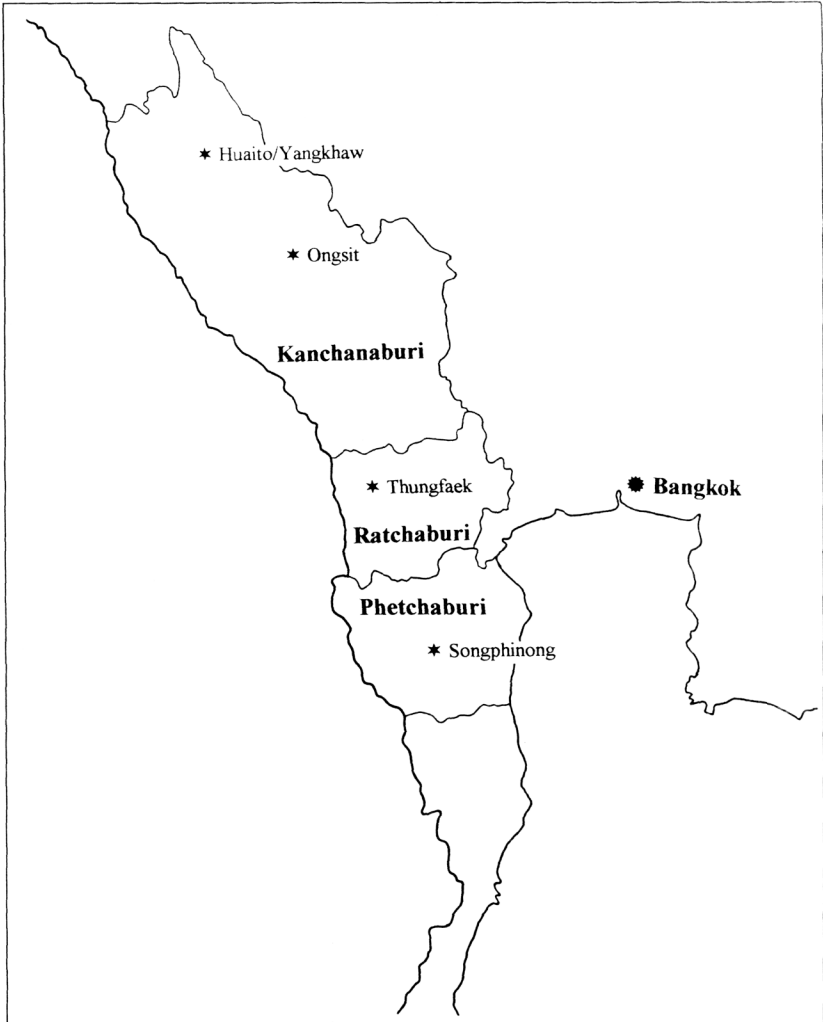 Huaito/Yangkhaw
Ongsit
Kanchanaburi
Thungfaek
Bangkok
Ratchaburi
Phetchaburi
Songphinong